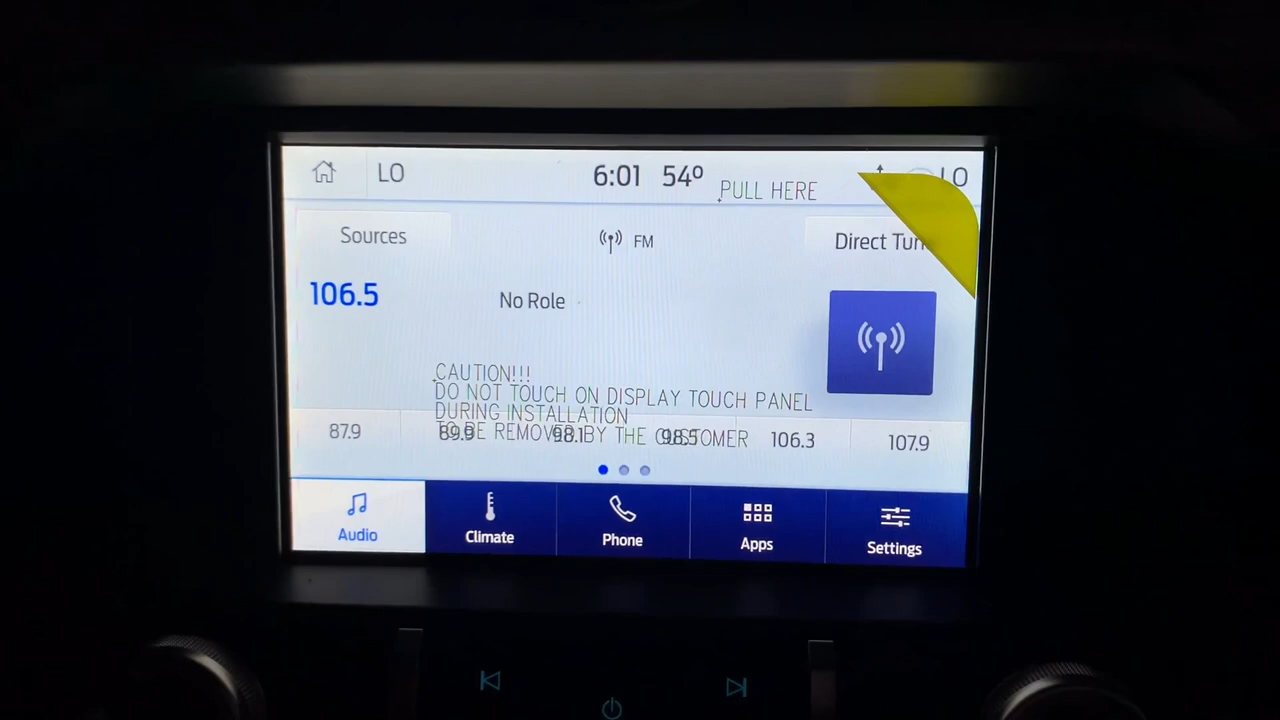 LO
6:01 54º
LO
PULL HERE
Sources
FM
Direct Tun
106.5
No Role
CAUTION!!!
DO NOT TOUCH ON DISPLAY TOUCH PANEL
DURING INSTALLATION
TO BE REMOVED BY THE CUSTOMER
87.9 89.9 98.1 98.5 106.3 107.9
Audio Climate Phone Apps Settings